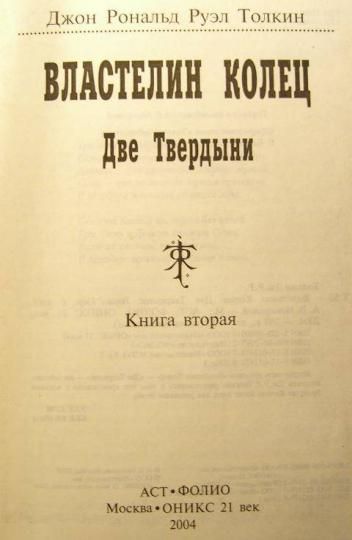 Джон Рональд Руэл Толкин
ВЛАСТЕЛИН КОЛЕЦ
Две Твердыни
Книга вторая
АСТ • ФОЛИО
Москва • ОНИКС 21 век
2004